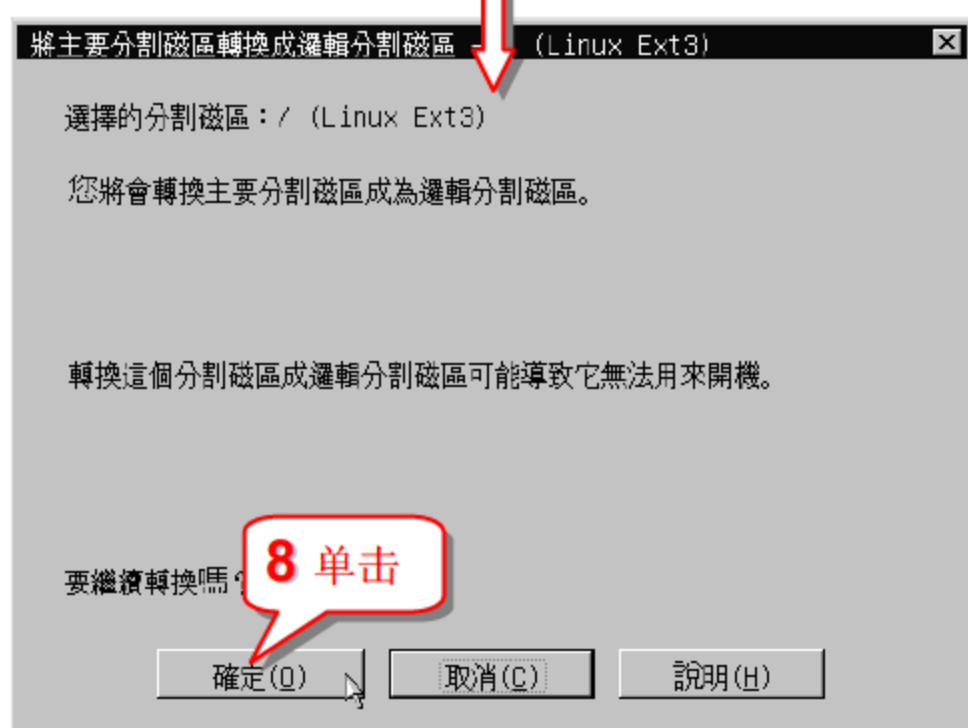 將主要分割磁區轉換成邏輯分割磁區 - (Linux Ext3)
選擇的分割磁區：/ (Linux Ext3)
您將會轉換主要分割磁區成為邏輯分割磁區。
轉換這個分割磁區成邏輯分割磁區可能導致它無法用來開機。
8 单击
要繼續轉換嗎？
確定(O) 取消(C) 說明(H)